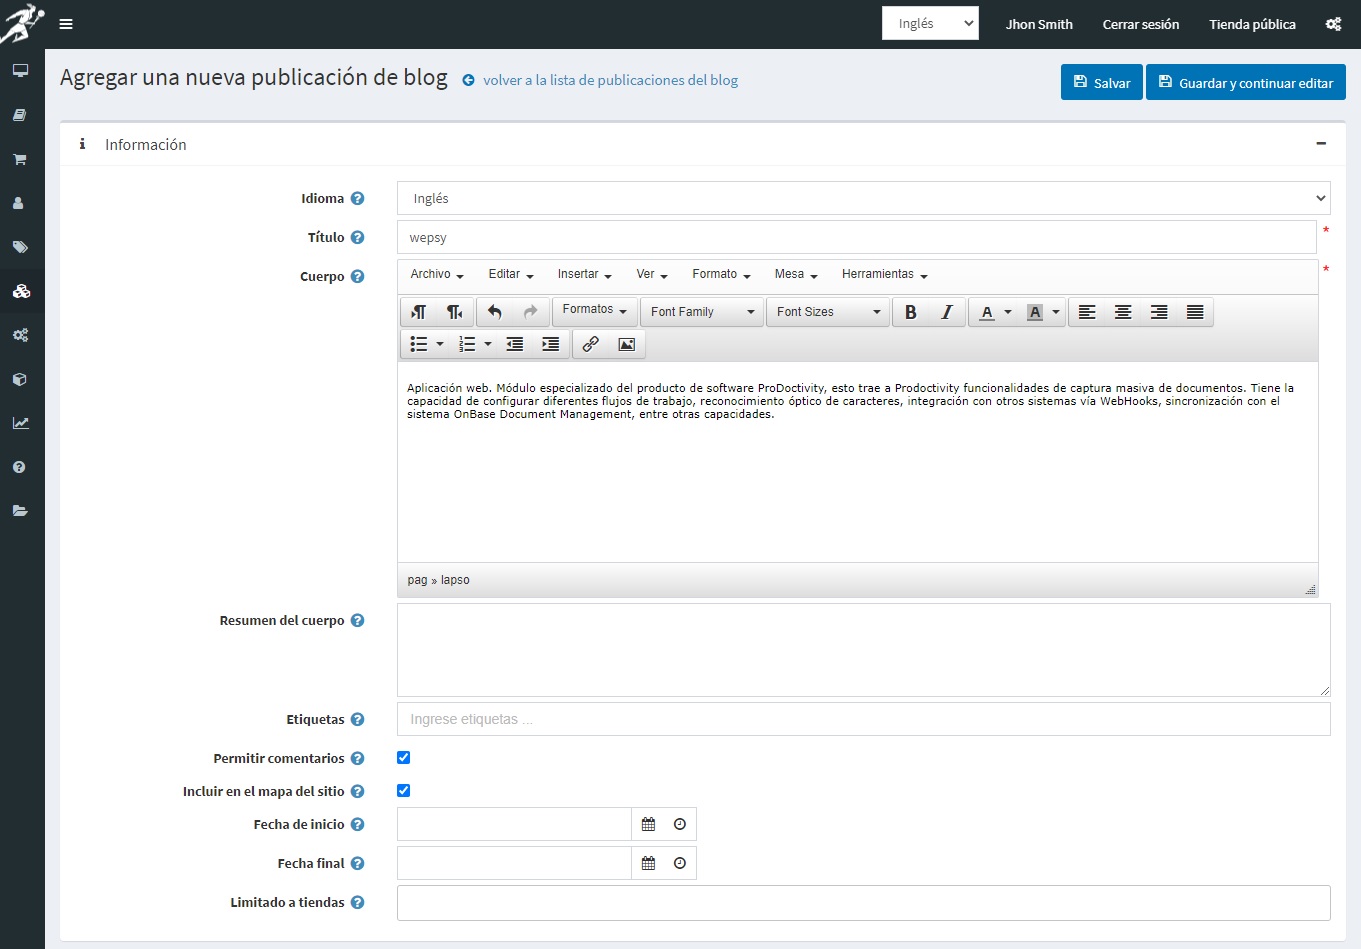 Inglés
Jhon Smith
Cerrar sesión
Tienda pública
Agregar una nueva publicación de blog
volver a la lista de publicaciones del blog
Salvar
Guardar y continuar editar
Información
Idioma
Inglés
Título
wepsy
*
Cuerpo
*
Archivo
Editar
Insertar
Ver
Formato
Mesa
Herramientas
Formatos
Font Family
Font Sizes
Aplicación web. Módulo especializado del producto de software ProDoctivity, esto trae a Prodoctivity funcionalidades de captura masiva de documentos. Tiene la
capacidad de configurar diferentes flujos de trabajo, reconocimiento óptico de caracteres, integración con otros sistemas vía WebHooks, sincronización con el
sistema OnBase Document Management, entre otras capacidades.
pag » lapso
Resumen del cuerpo
Etiquetas
Ingrese etiquetas ...
Permitir comentarios
Incluir en el mapa del sitio
Fecha de inicio
Fecha final
Limitado a tiendas